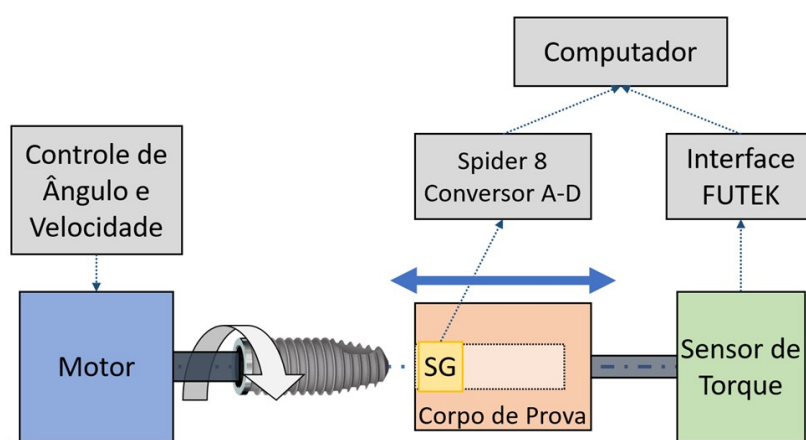 Computador
Controle de
Ângulo e
Velocidade
Spider 8
Conversor A-D
Interface
FUTEK
Motor
SG
Corpo de Prova
Sensor de
Torque